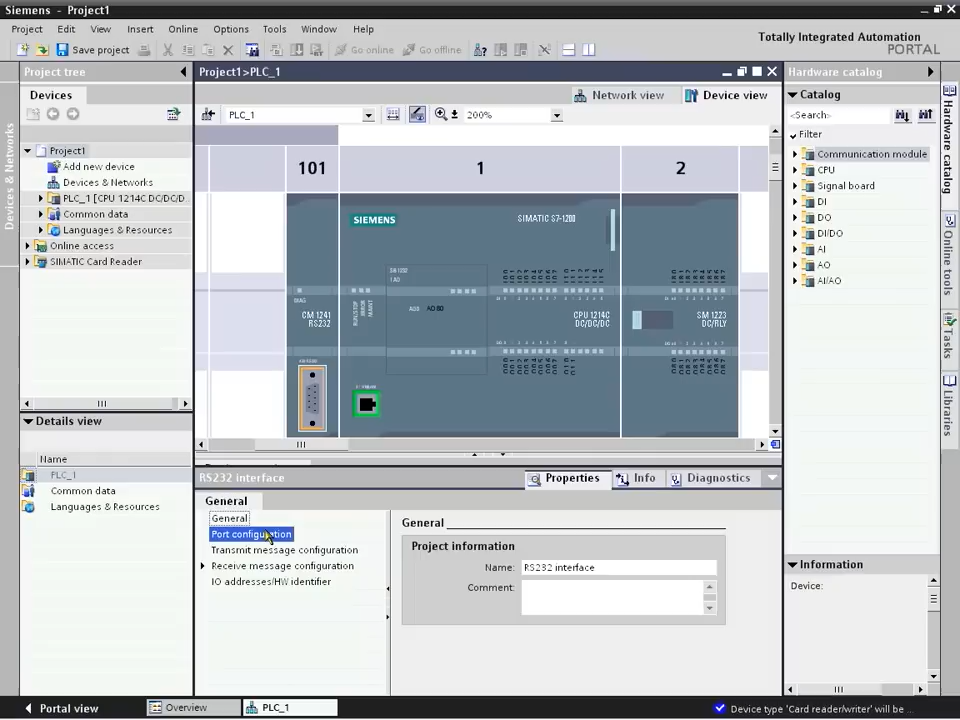 Siemens - Project1
Project Edit View Insert Online Options Tools Window Help
Totally Integrated Automation
PORTAL
Save project
Go online
Go offline
Project tree
Devices
Project1
Add new device
Devices & Networks
PLC_1 [CPU 1214C DC/DC/D
Common data
Languages & Resources
Online access
SIMATIC Card Reader
Details view
Name
PLC_1
Common data
Languages & Resources
Devices & Networks
Project1>PLC_1
Network view
Device view
PLC_1
200%
101
1
2
SIEMENS
SIMATIC S7-1200
CM 1241
RS232
CPU 1214C
DC/DC/DC
SM 1223
DC/RLY
RS232 interface
Properties
Info
Diagnostics
General
General
Port configuration
Transmit message configuration
Receive message configuration
IO addresses/HW identifier
General
Project information
Name: RS232 interface
Comment:
Hardware catalog
Catalog
<Search>
Filter
Communication module
CPU
Signal board
DI
DO
DI/DO
AI
AO
AI/AO
Information
Device:
Hardware catalog
Online tools
Tasks
Libraries
Portal view
Overview
PLC_1
Device type 'Card reader/writer' will be ...